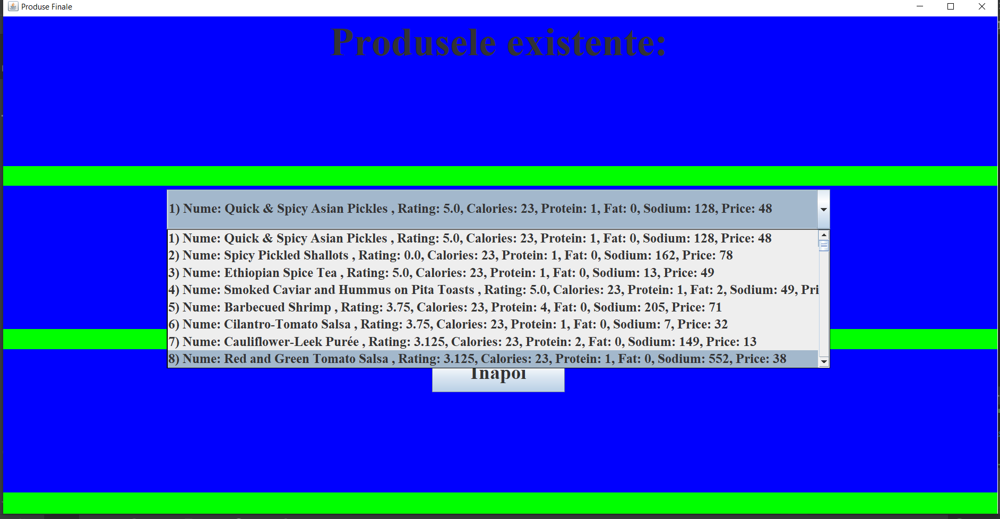 Produse Finale
Produsele existente:
1) Nume: Quick & Spicy Asian Pickles , Rating: 5.0, Calories: 23, Protein: 1, Fat: 0, Sodium: 128, Price: 48
1) Nume: Quick & Spicy Asian Pickles , Rating: 5.0, Calories: 23, Protein: 1, Fat: 0, Sodium: 128, Price: 48
2) Nume: Spicy Pickled Shallots , Rating: 0.0, Calories: 23, Protein: 1, Fat: 0, Sodium: 162, Price: 78
3) Nume: Ethiopian Spice Tea , Rating: 5.0, Calories: 23, Protein: 1, Fat: 0, Sodium: 13, Price: 49
4) Nume: Smoked Caviar and Hummus on Pita Toasts , Rating: 5.0, Calories: 23, Protein: 1, Fat: 2, Sodium: 49, Pri
5) Nume: Barbecued Shrimp , Rating: 3.75, Calories: 23, Protein: 4, Fat: 0, Sodium: 205, Price: 71
6) Nume: Cilantro-Tomato Salsa , Rating: 3.75, Calories: 23, Protein: 1, Fat: 0, Sodium: 7, Price: 32
7) Nume: Cauliflower-Leek Purée , Rating: 3.125, Calories: 23, Protein: 2, Fat: 0, Sodium: 149, Price: 13
8) Nume: Red and Green Tomato Salsa , Rating: 3.125, Calories: 23, Protein: 1, Fat: 0, Sodium: 552, Price: 38
Inapoi